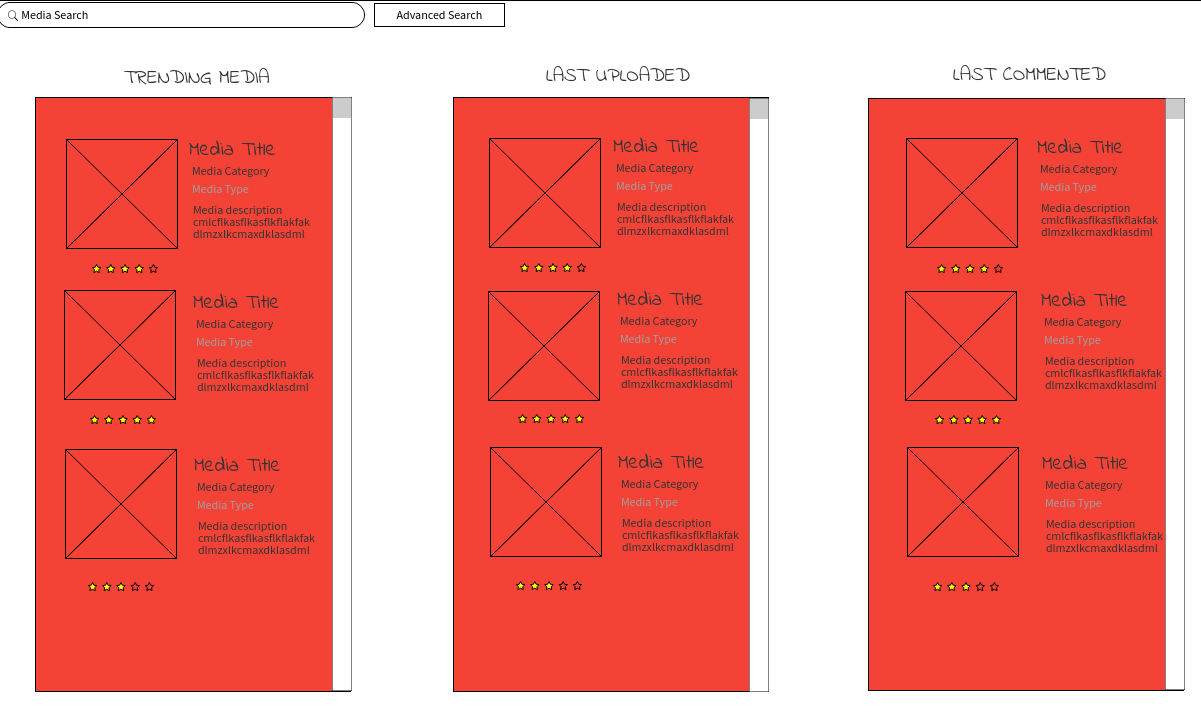 Media Search
Advanced Search
TRENDING MEDIA
Media Title
Media Category
Media Type
Media description
cmlcflkasflkasflkflakfak
dlmzxlkcmaxdklasdml
Media Title
Media Category
Media Type
Media description
cmlcflkasflkasflkflakfak
dlmzxlkcmaxdklasdml
Media Title
Media Category
Media Type
Media description
cmlcflkasflkasflkflakfak
dlmzxlkcmaxdklasdml
LAST UPLOADED
Media Title
Media Category
Media Type
Media description
cmlcflkasflkasflkflakfak
dlmzxlkcmaxdklasdml
Media Title
Media Category
Media Type
Media description
cmlcflkasflkasflkflakfak
dlmzxlkcmaxdklasdml
Media Title
Media Category
Media Type
Media description
cmlcflkasflkasflkflakfak
dlmzxlkcmaxdklasdml
LAST COMMENTED
Media Title
Media Category
Media Type
Media description
cmlcflkasflkasflkflakfak
dlmzxlkcmaxdklasdml
Media Title
Media Category
Media Type
Media description
cmlcflkasflkasflkflakfak
dlmzxlkcmaxdklasdml
Media Title
Media Category
Media Type
Media description
cmlcflkasflkasflkflakfak
dlmzxlkcmaxdklasdml